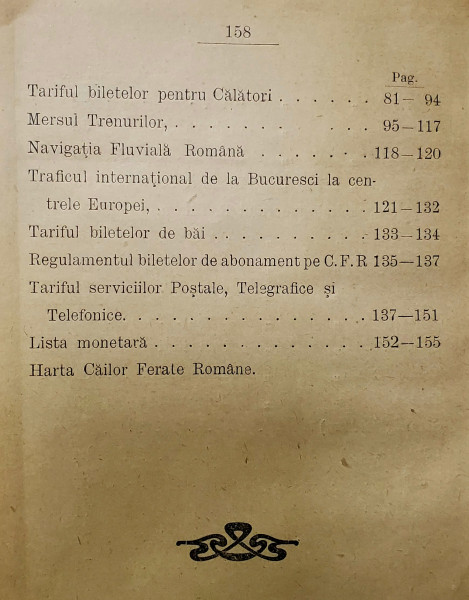 158
Pag.
Tariful biletelor pentru Călători . . . . . . 81 — 94
Mersul Trenurilor, . . . . . . . . . . . 95 — 117
Navigația Fluvială Română . . . . . . . 118 — 120
Traficul internațional de la Bucuresci la cen-
trele Europei, . . . . . . . . . . . . . 121 — 132
Tariful biletelor de băi . . . . . . . . . . 133 — 134
Regulamentul biletelor de abonament pe C. F. R 135 — 137
Tariful serviciilor Poștale, Telegrafice și
Telefonice. . . . . . . . . . . . . . . 137 — 151
Lista monetară . . . . . . . . . . . . . 152 — 155
Harta Căilor Ferate Române.